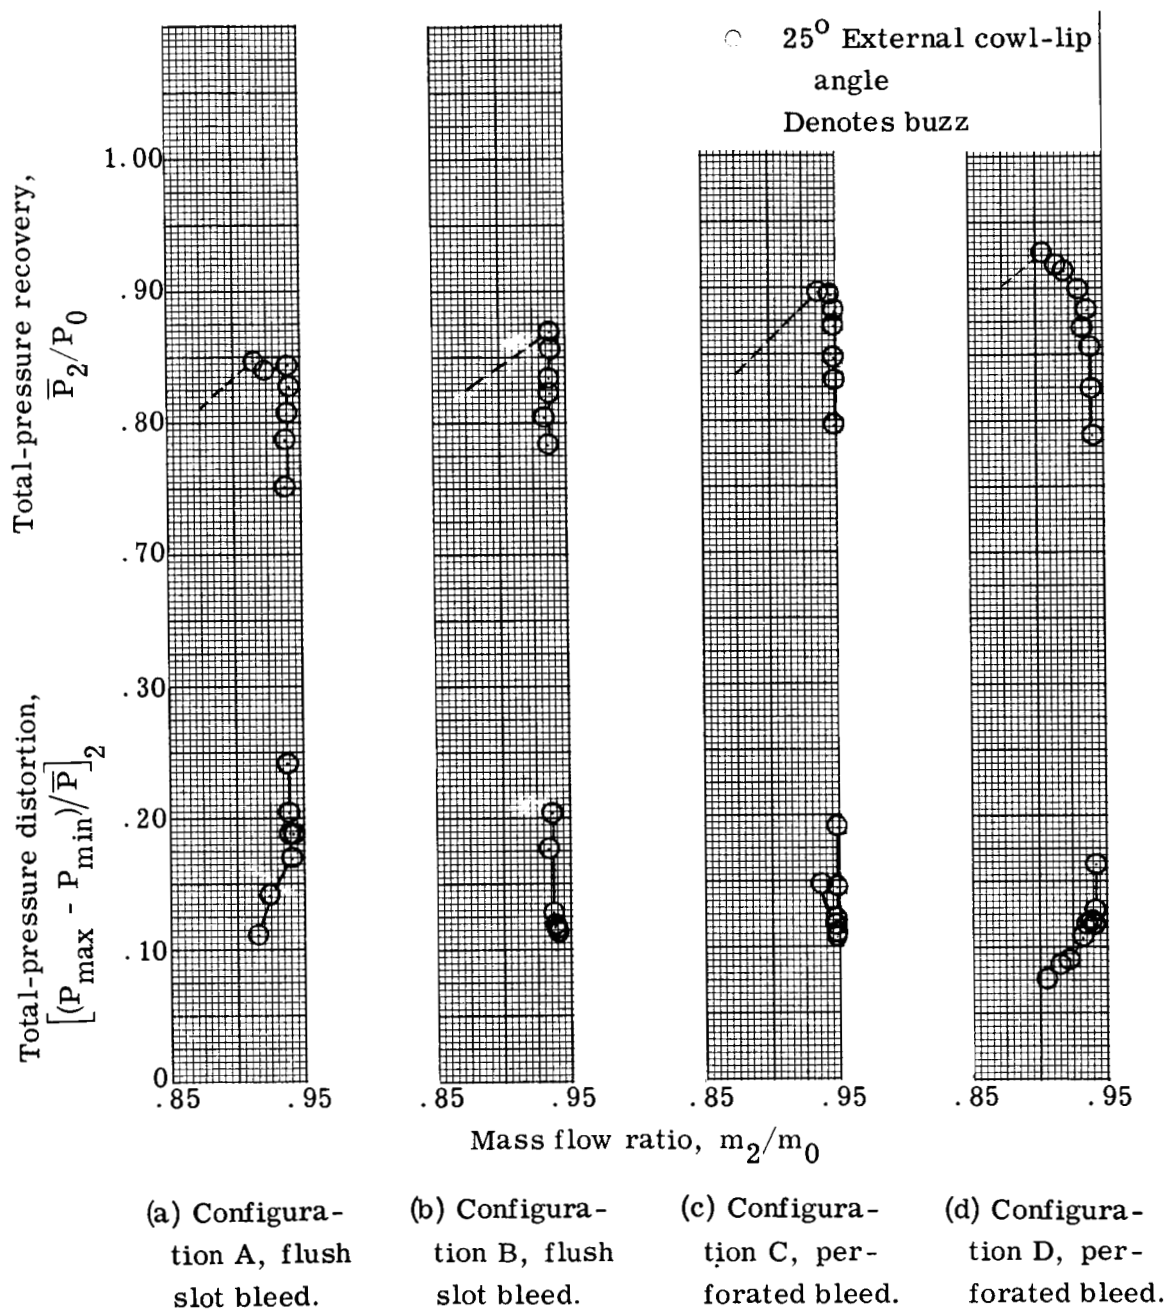 25° External cowl-lip
angle
Denotes buzz
Total-pressure recovery,
P̅2/P0
1.00
.90
.80
.70
Total-pressure distortion,
[(Pmax - Pmin)/P̅]2
.30
.20
.10
0
.85 .95 .85 .95 .85 .95 .85 .95
Mass flow ratio, m2/m0
(a) Configura-
tion A, flush
slot bleed.
(b) Configura-
tion B, flush
slot bleed.
(c) Configura-
tion C, per-
forated bleed.
(d) Configura-
tion D, per-
forated bleed.